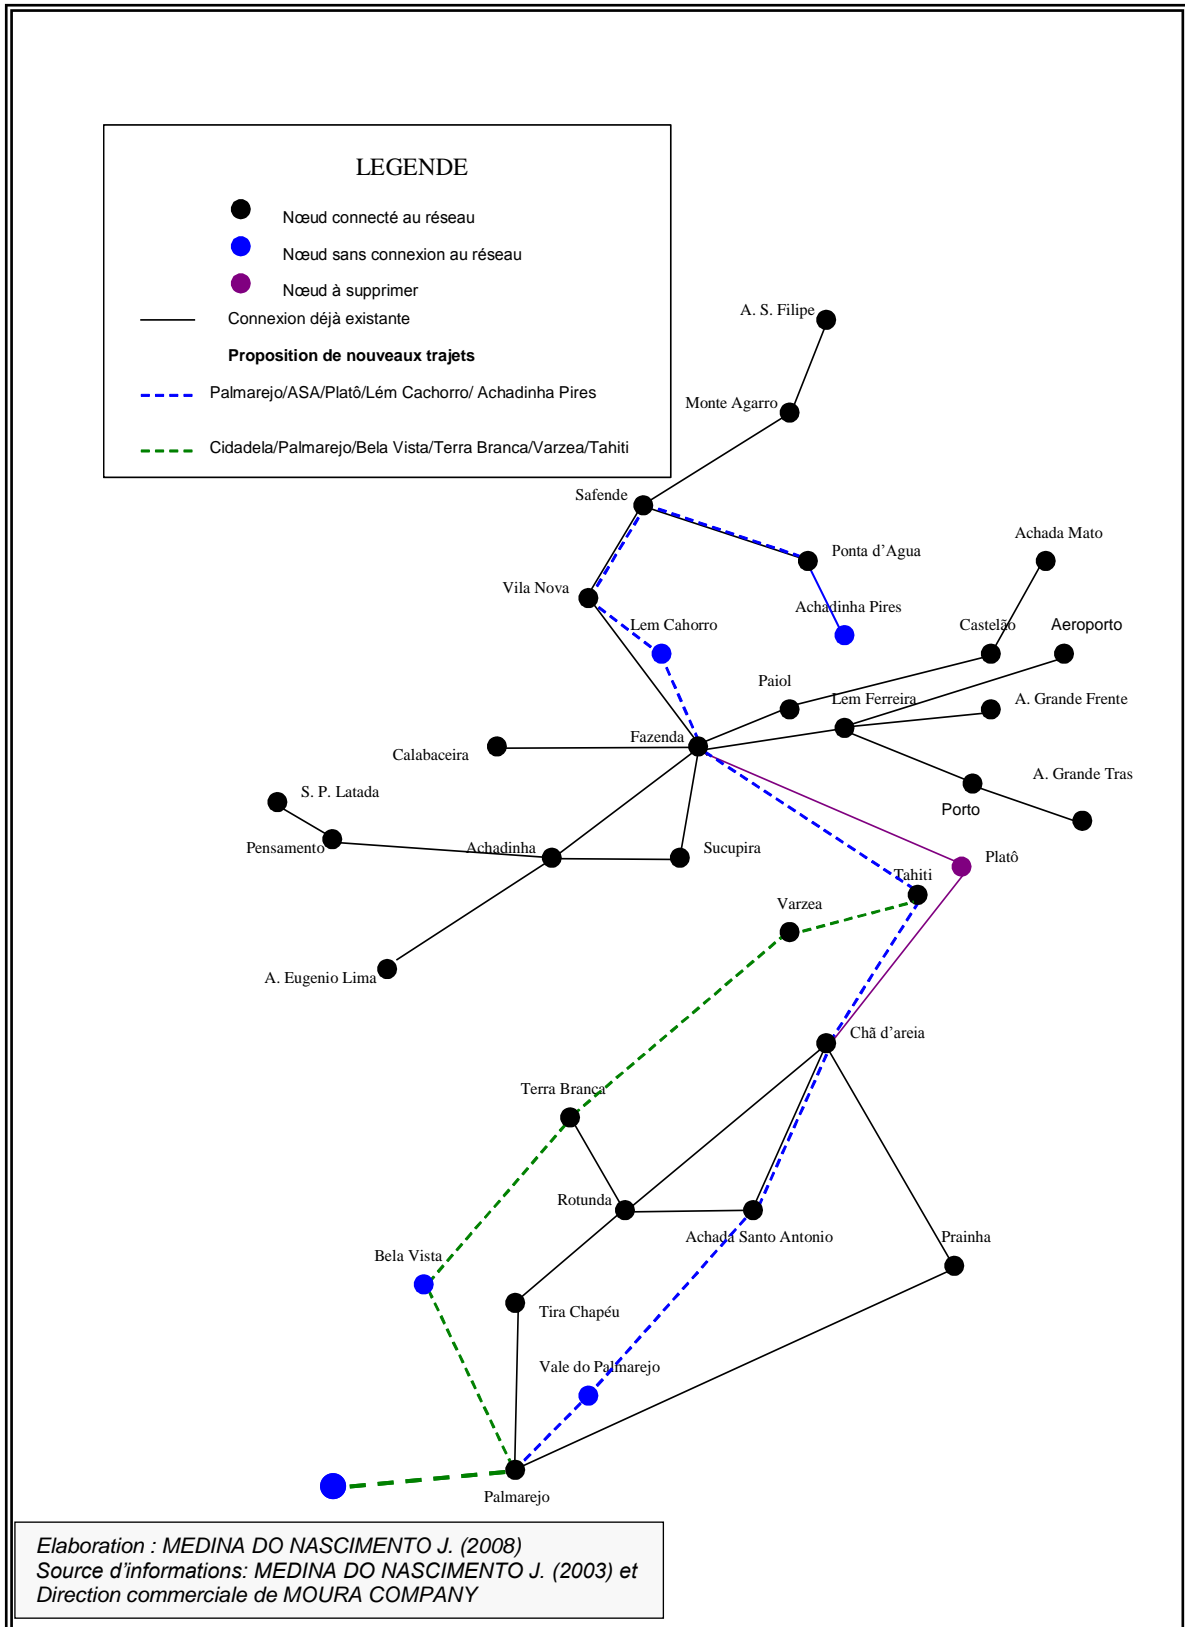 LEGENDE
Nœud connecté au réseau
Nœud sans connexion au réseau
Nœud à supprimer
Connexion déjà existante
Proposition de nouveaux trajets
Palmarejo/ASA/Platô/Lém Cachorro/ Achadinha Pires
Cidadela/Palmarejo/Bela Vista/Terra Branca/Varzea/Tahiti
A. S. Filipe
Monte Agarro
Safende
Ponta d’Agua
Achada Mato
Vila Nova
Achadinha Pires
Lem Cahorro
Castelão
Aeroporto
Paiol
Lem Ferreira
A. Grande Frente
Fazenda
Calabaceira
A. Grande Tras
S. P. Latada
Porto
Pensamento
Achadinha
Sucupira
Platô
Tahiti
Varzea
A. Eugenio Lima
Chã d’areia
Terra Branca
Rotunda
Achada Santo Antonio
Prainha
Bela Vista
Tira Chapéu
Vale do Palmarejo
Palmarejo
Elaboration : MEDINA DO NASCIMENTO J. (2008)
Source d’informations: MEDINA DO NASCIMENTO J. (2003) et
Direction commerciale de MOURA COMPANY